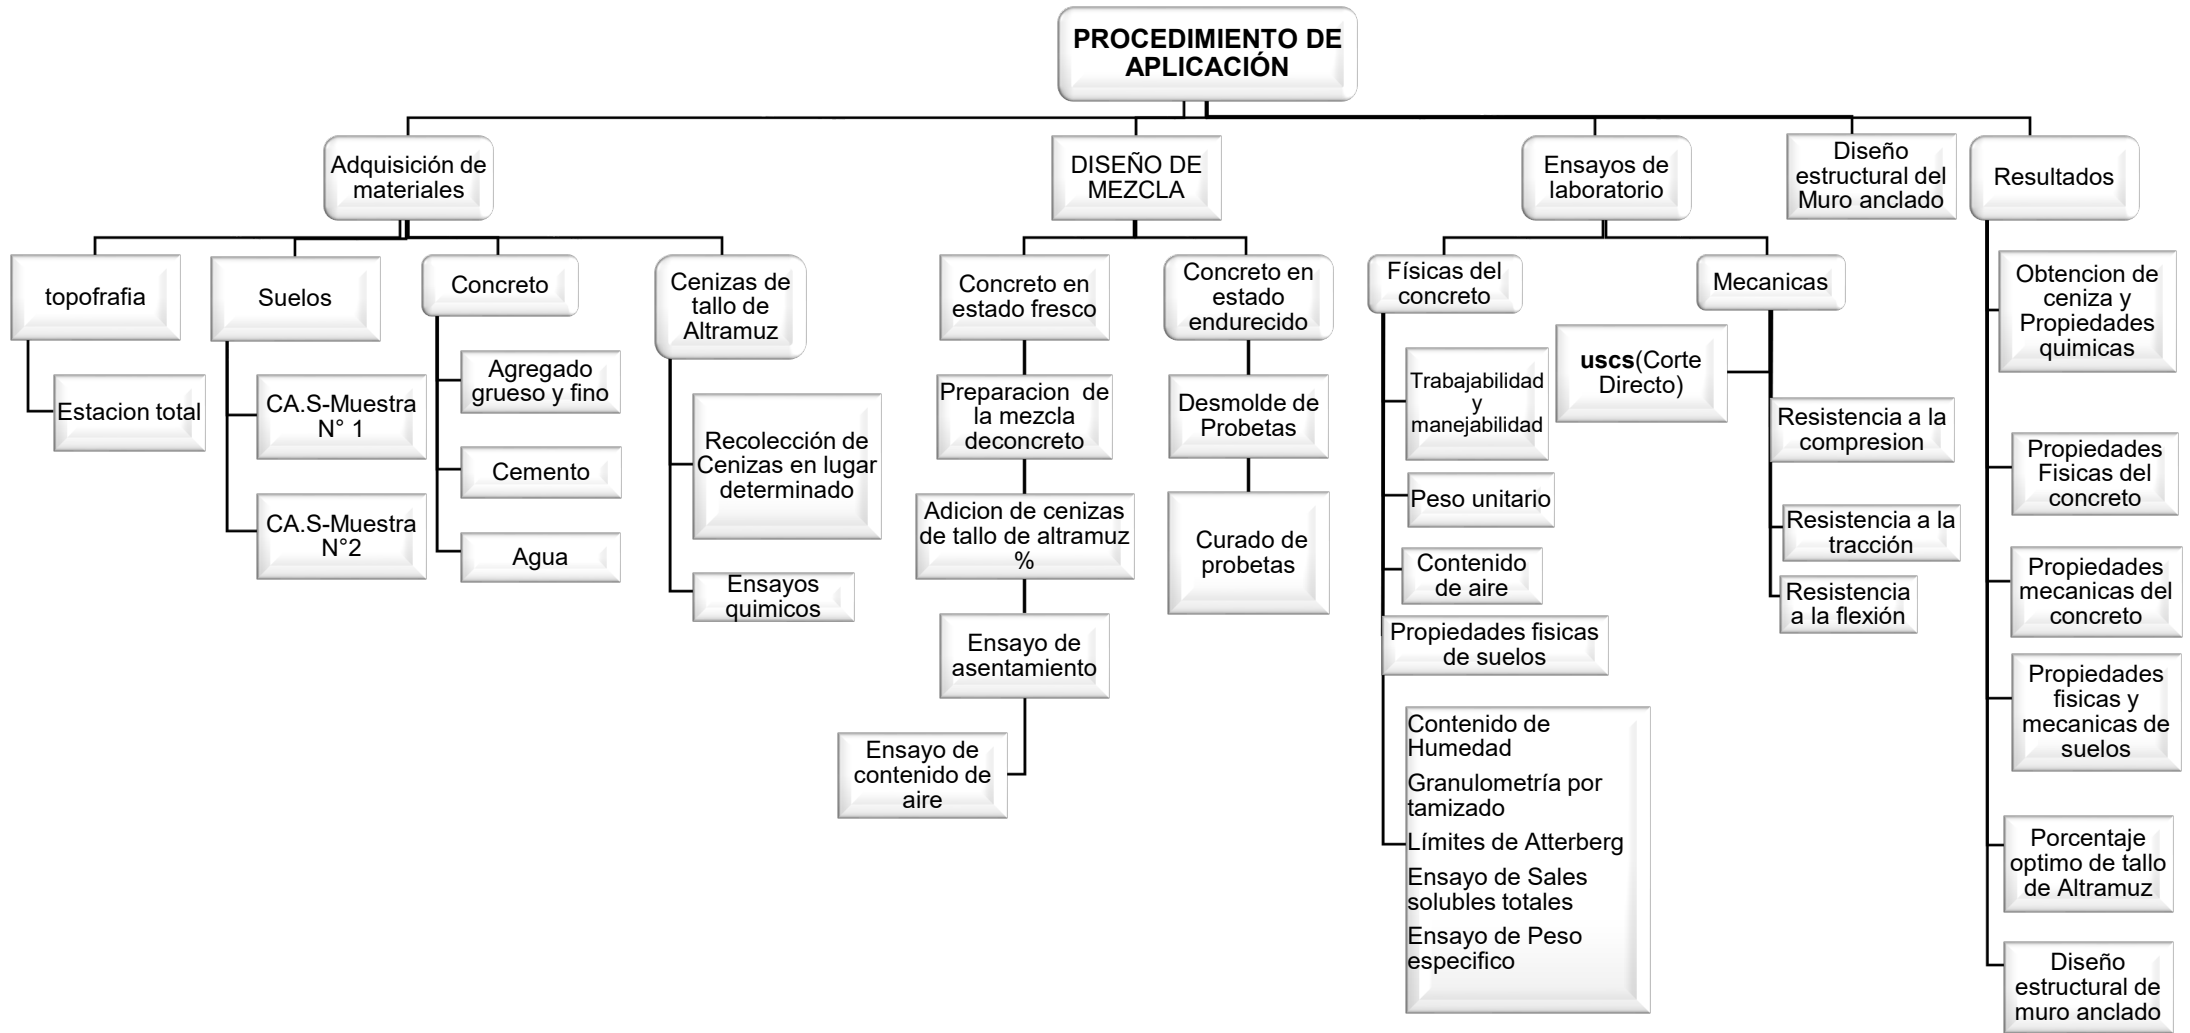 PROCEDIMIENTO DE
APLICACIÓN
Adquisición de
materiales
topofrafia
Estacion total
Suelos
CA.S-Muestra
N° 1
CA.S-Muestra
N°2
Concreto
Agregado
grueso y fino
Cemento
Agua
Cenizas de
tallo de
Altramuz
Recolección de
Cenizas en lugar
determinado
Ensayos
quimicos
DISEÑO DE
MEZCLA
Concreto en
estado fresco
Preparacion de
la mezcla
deconcreto
Adicion de cenizas
de tallo de altramuz
%
Ensayo de
asentamiento
Ensayo de
contenido de
aire
Concreto en
estado
endurecido
Desmolde de
Probetas
Curado de
probetas
Ensayos de
laboratorio
Físicas del
concreto
Trabajabilidad
y
manejabilidad
Peso unitario
Contenido
de aire
Propiedades fisicas
de suelos
Contenido de
Humedad
Granulometría por
tamizado
Límites de Atterberg
Ensayo de Sales
solubles totales
Ensayo de Peso
especifico
Mecanicas
uscs(Corte
Directo)
Resistencia a la
compresion
Resistencia a la
tracción
Resistencia
a la flexión
Diseño
estructural del
Muro anclado
Resultados
Obtencion de
ceniza y
Propiedades
quimicas
Propiedades
Fisicas del
concreto
Propiedades
mecanicas del
concreto
Propiedades
fisicas y
mecanicas de
suelos
Porcentaje
optimo de tallo
de Altramuz
Diseño
estructural de
muro anclado